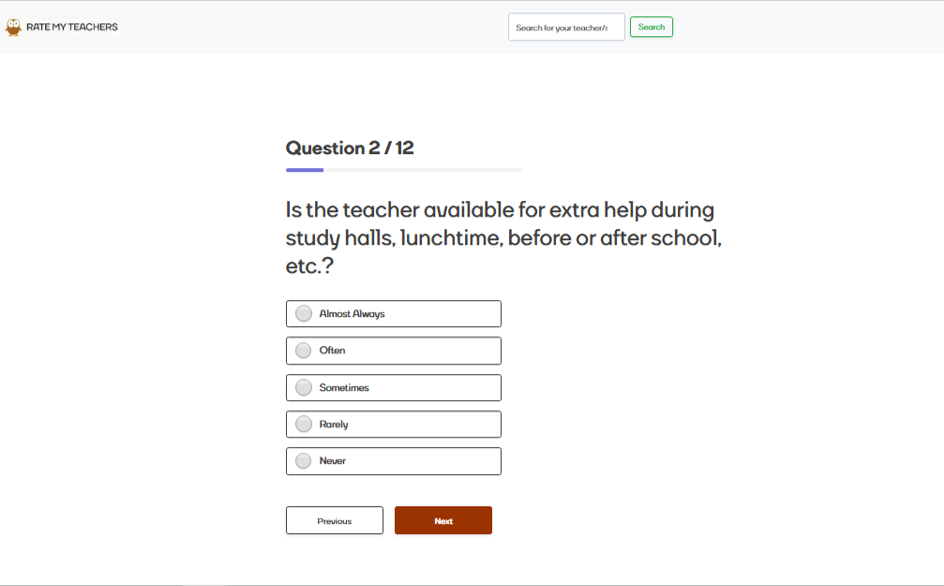 RATE MY TEACHERS
Search for your teacher/s
Search
Question 2 / 12
Is the teacher available for extra help during
study halls, lunchtime, before or after school,
etc.?
Almost Always
Often
Sometimes
Rarely
Never
Previous
Next